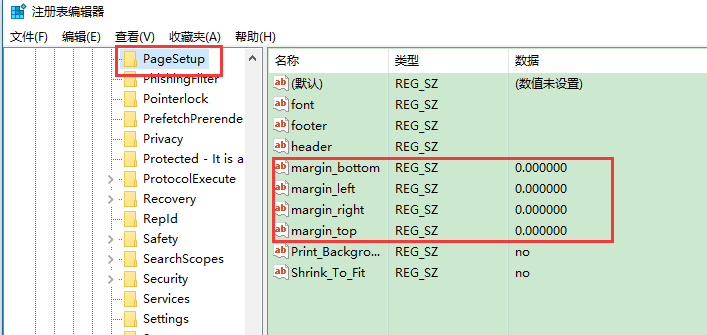 注册表编辑器
文件(F) 编辑(E) 查看(V) 收藏夹(A) 帮助(H)
PageSetup
PhishingFilter
Pointerlock
PrefetchPrerende
Privacy
Protected - It is a
ProtocolExecute
Recovery
RepId
Safety
SearchScopes
Security
Services
Settings
名称 类型 数据
(默认) REG_SZ (数值未设置)
font REG_SZ
footer REG_SZ
header REG_SZ
margin_bottom REG_SZ 0.000000
margin_left REG_SZ 0.000000
margin_right REG_SZ 0.000000
margin_top REG_SZ 0.000000
Print_Backgro... REG_SZ no
Shrink_To_Fit REG_SZ no